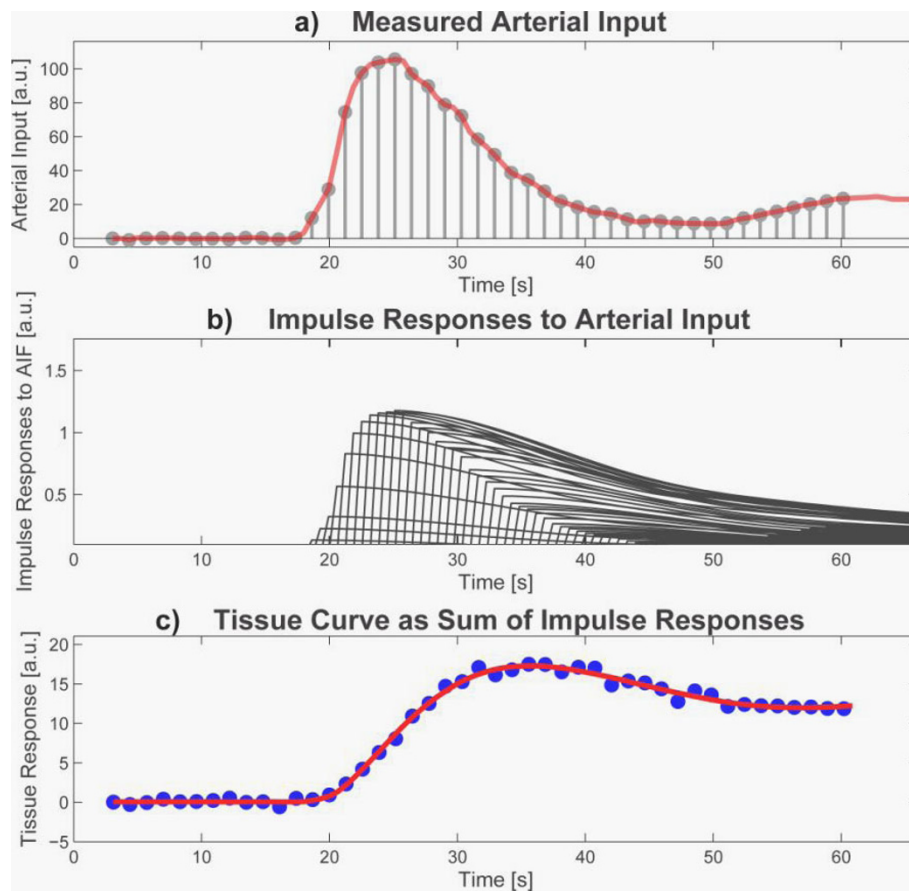 a) Measured Arterial Input
Arterial Input [a.u.]
100
80
60
40
20
0
0 10 20 30 40 50 60
Time [s]
b) Impulse Responses to Arterial Input
Impulse Responses to AIF [a.u.]
1.5
1
0.5
0 10 20 30 40 50 60
Time [s]
c) Tissue Curve as Sum of Impulse Responses
Tissue Response [a.u.]
20
15
10
5
0
−5
0 10 20 30 40 50 60
Time [s]